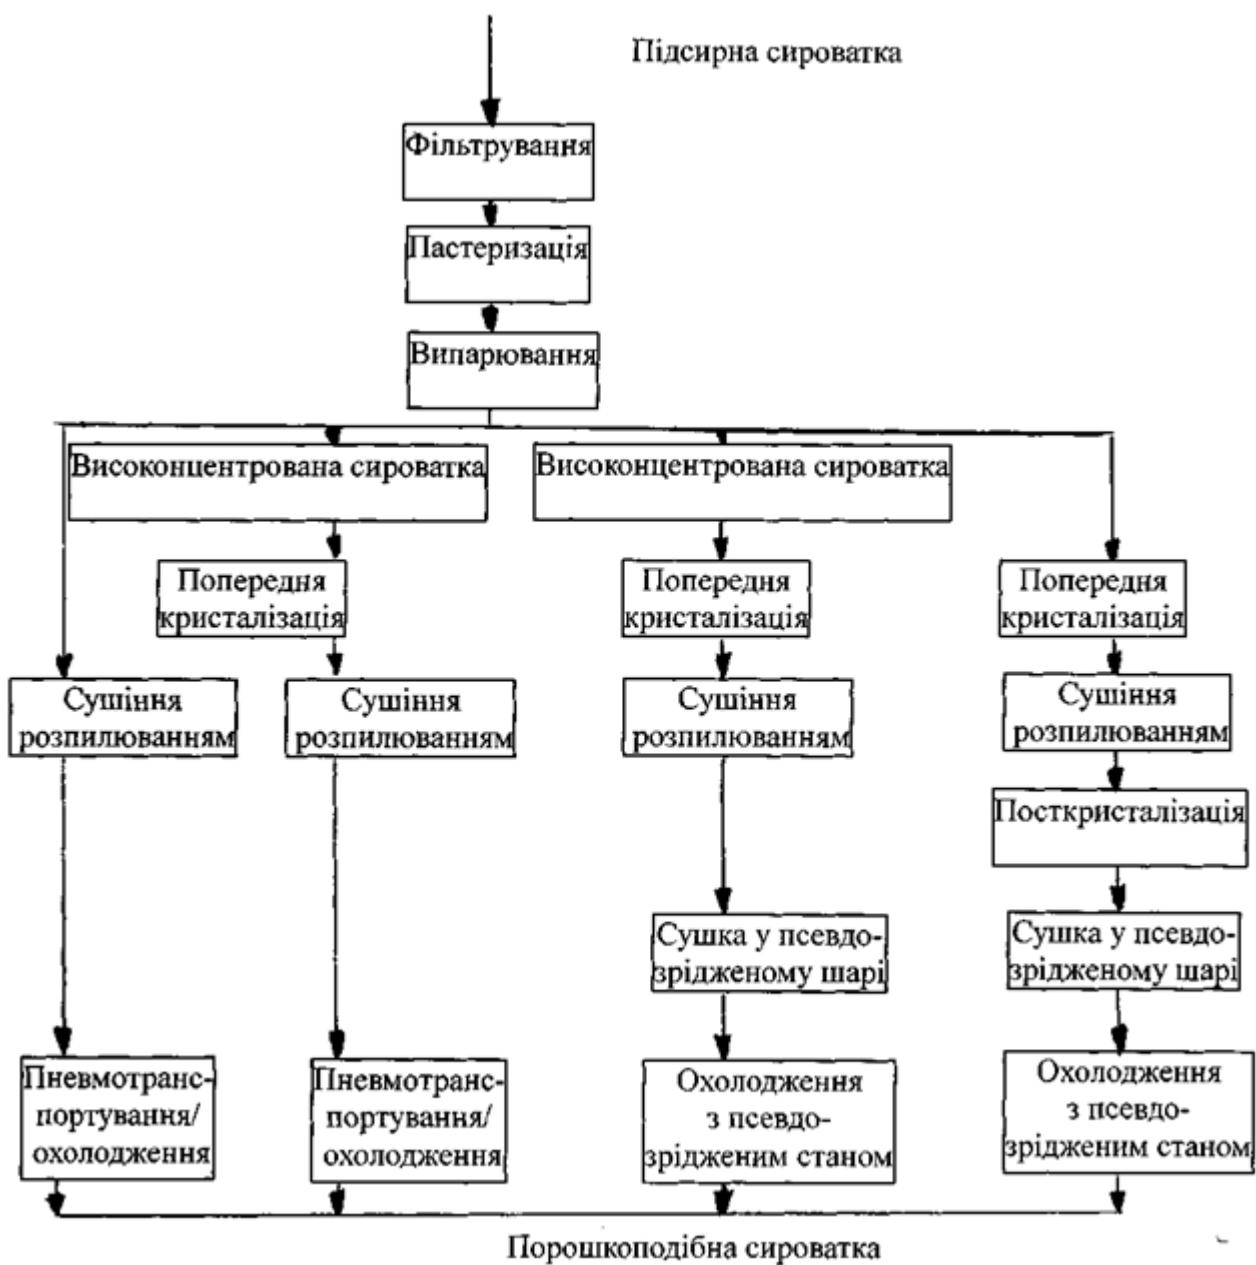 Підсирна сироватка
Фільтрування
Пастеризація
Випарювання
Високонцентрована сироватка
Високонцентрована сироватка
Попередня
кристалізація
Попередня
кристалізація
Попередня
кристалізація
Сушіння
розпилюванням
Сушіння
розпилюванням
Сушіння
розпилюванням
Сушіння
розпилюванням
Посткристалізація
Сушка у псевдо-
зрідженому шарі
Сушка у псевдо-
зрідженому шарі
Пневмотранс-
портування/
охолодження
Пневмотранс-
портування/
охолодження
Охолодження
з псевдо-
зрідженим станом
Охолодження
з псевдо-
зрідженим станом
Порошкоподібна сироватка